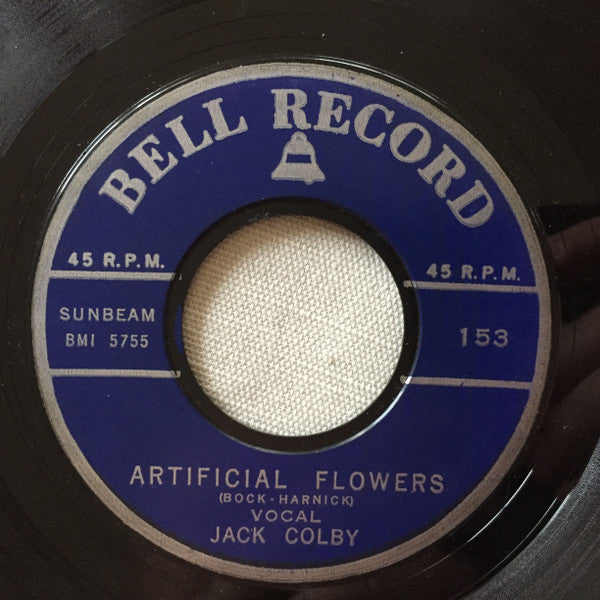 BELL RECORD
45 R.P.M.
45 R.P.M.
SUNBEAM
BMI 5755
153
ARTIFICIAL FLOWERS
(BOCK-HARNICK)
VOCAL
JACK COLBY